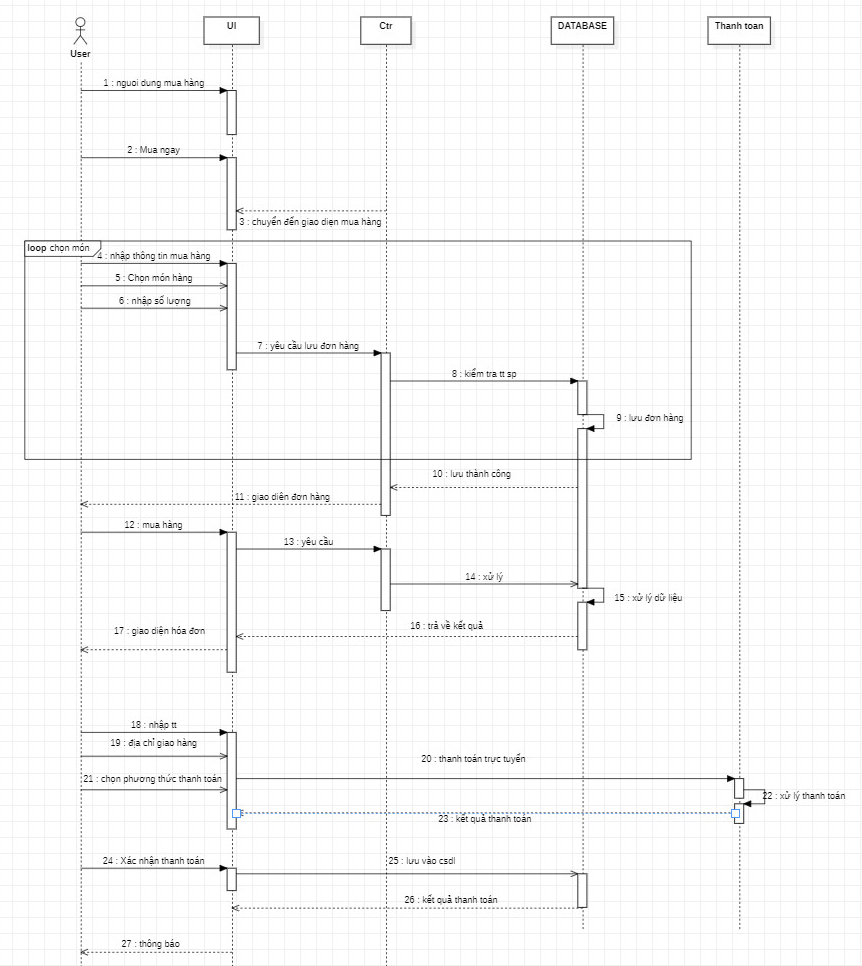 User
UI
Ctr
DATABASE
Thanh toan
1 : nguoi dung mua hàng
2 : Mua ngay
3 : chuyển đến giao diẹn mua hàng
loop chọn món
4 : nhập thông tin mua hàng
5 : Chọn món hàng
6 : nhập số lượng
7 : yêu cầu lưu đơn hàng
8 : kiểm tra tt sp
9 : lưu đơn hàng
10 : lưu thành công
11 : giao diên đơn hàng
12 : mua hàng
13 : yêu cầu
14 : xử lý
15 : xử lý dữ liệu
16 : trả về kết quả
17 : giao diện hóa đơn
18 : nhập tt
19 : địa chỉ giao hàng
20 : thanh toán trực tuyến
21 : chọn phương thức thanh toán
22 : xử lý thanh toán
23 : kết quả thanh toán
24 : Xác nhận thanh toán
25 : lưu vào csdl
26 : kết quả thanh toán
27 : thông báo